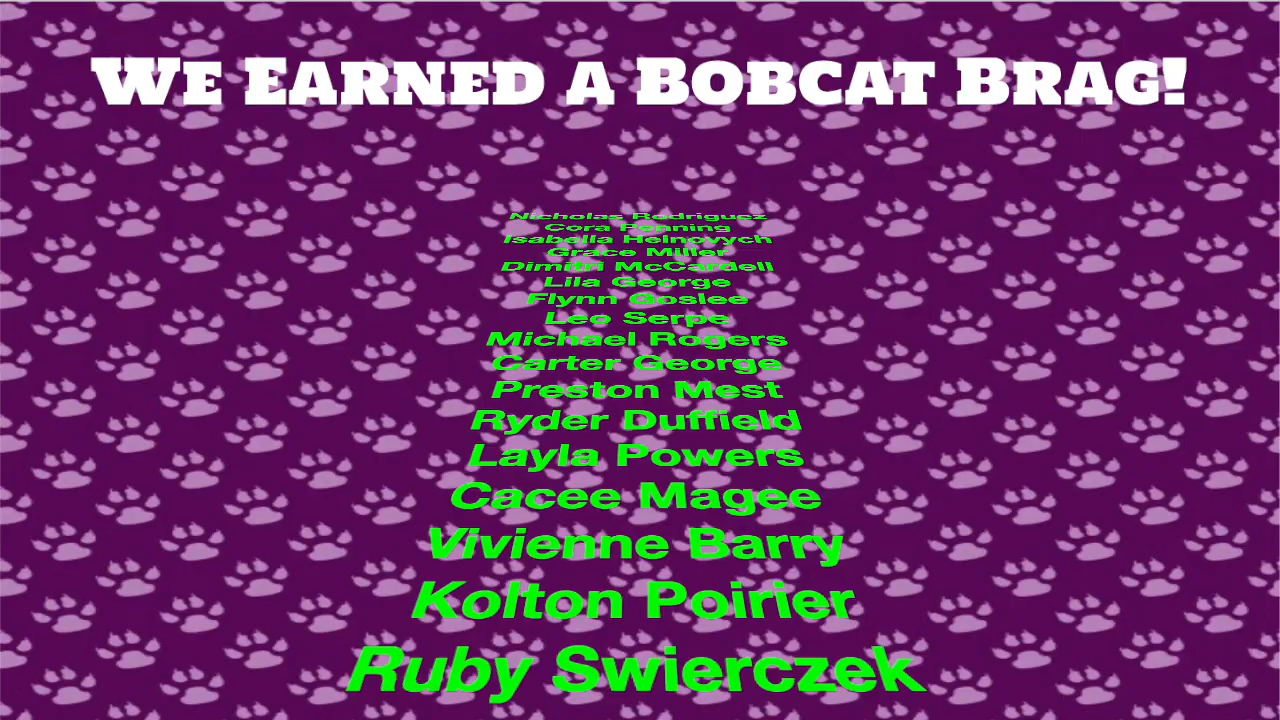 We Earned a Bobcat Brag!
Nicholas Rodriguez
Cora Fenning
Isabella Helnovych
Grace Miller
Dimitri McCardell
Lila George
Flynn Goslee
Leo Serpe
Michael Rogers
Carter George
Preston Mest
Ryder Duffield
Layla Powers
Cacee Magee
Vivienne Barry
Kolton Poirier
Ruby Swierczek